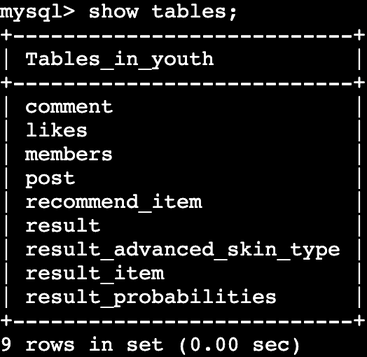 mysql> show tables;
+---------------------------+
| Tables_in_youth           |
+---------------------------+
| comment                   |
| likes                     |
| members                   |
| post                      |
| recommend_item            |
| result                    |
| result_advanced_skin_type |
| result_item               |
| result_probabilities      |
+---------------------------+
9 rows in set (0.00 sec)